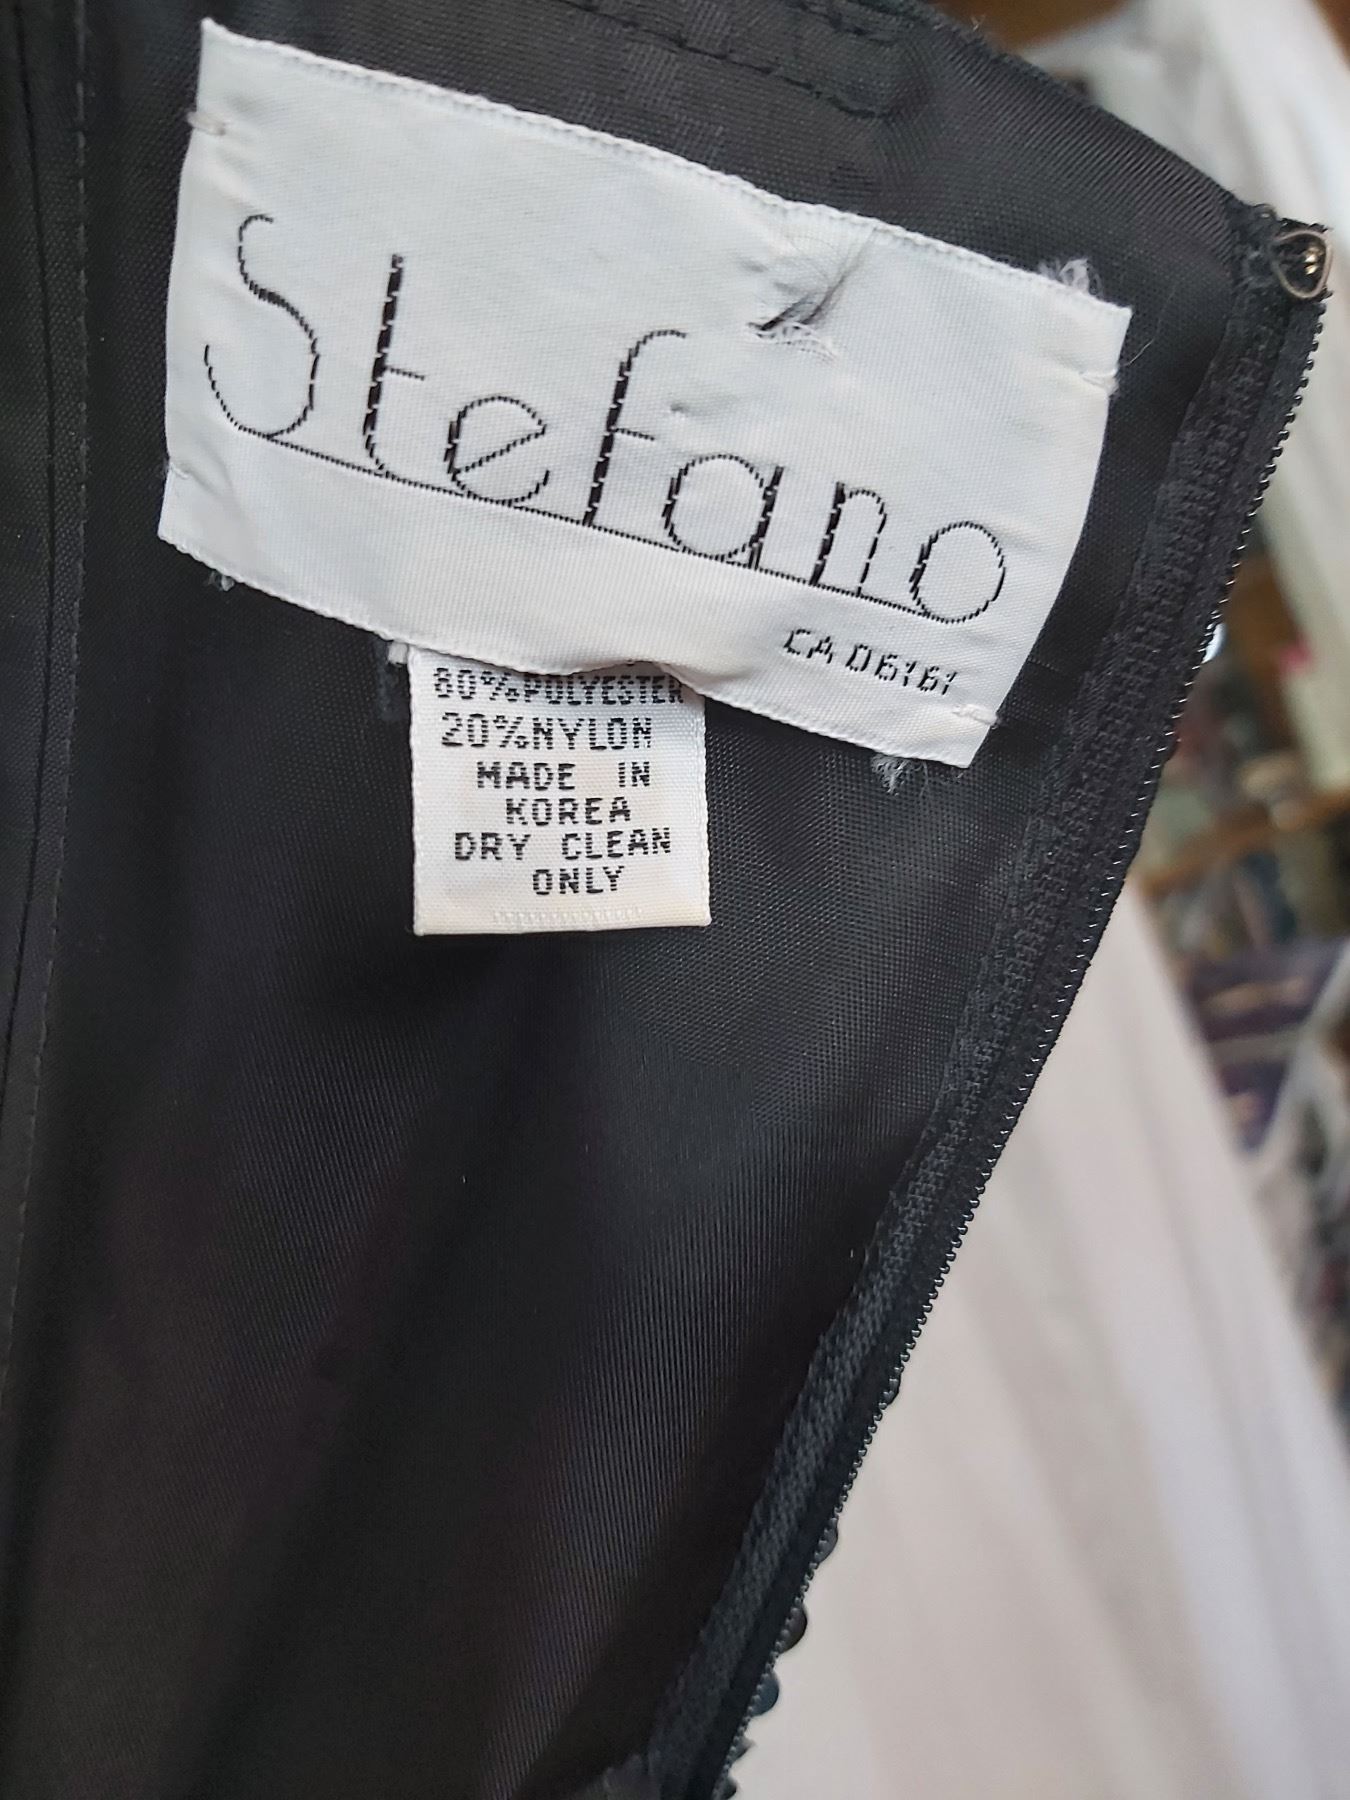 Stefano
CA 06161
80% POLYESTER
20% NYLON
MADE IN
KOREA
DRY CLEAN
ONLY